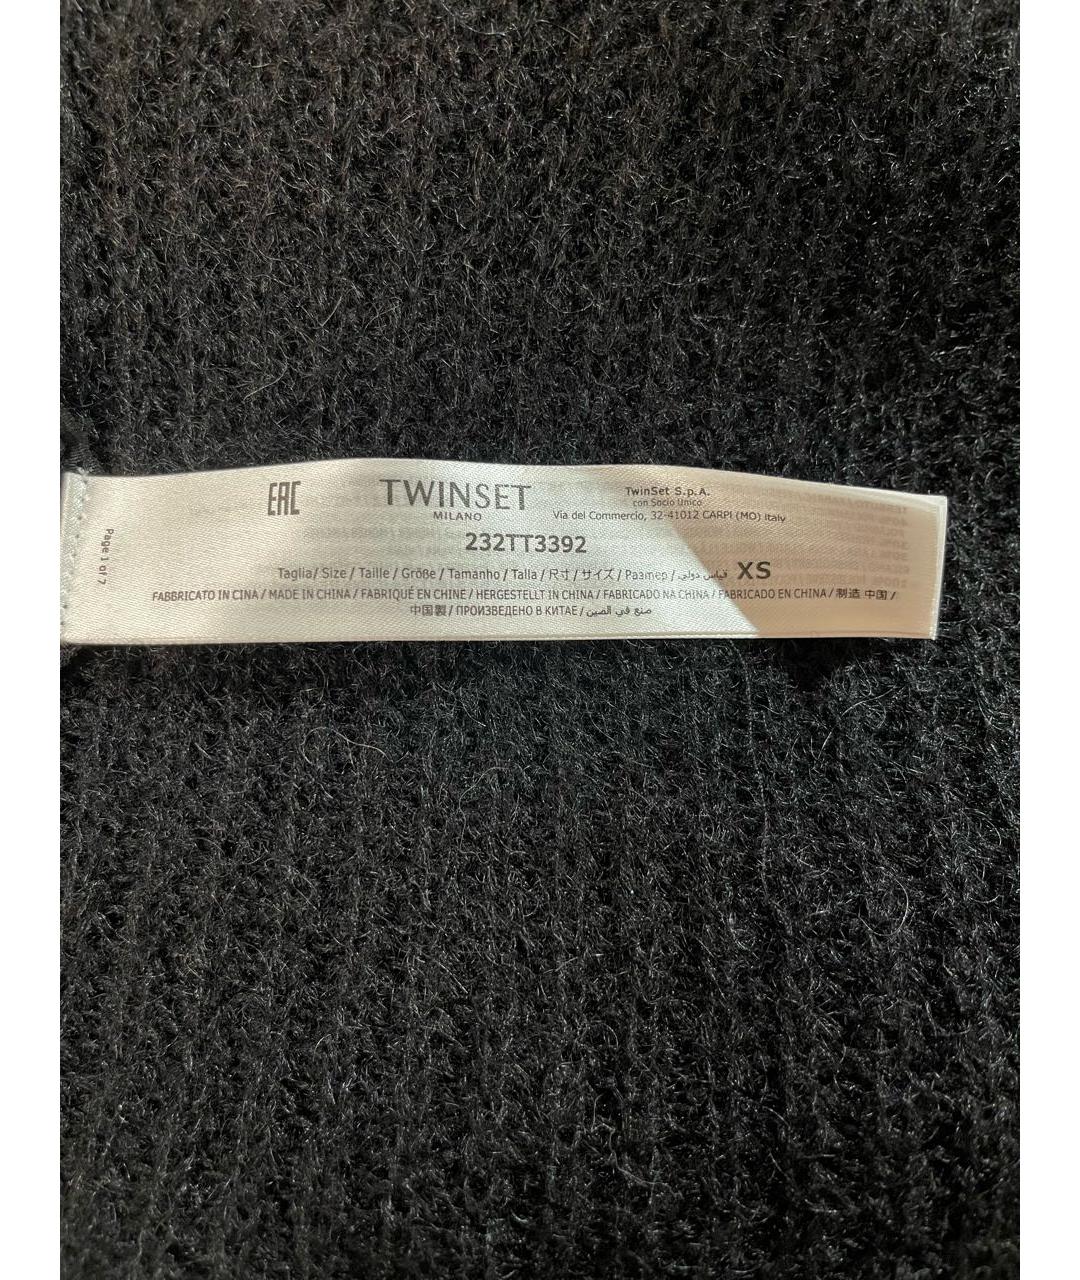 EAC
TWINSET
MILANO
TwinSet S.p.A.
con Socio Unico
Via del Commercio, 32-41012 CARPI (MO) Italy
232TT3392
Taglia / Size / Taille / Größe / Tamanho / Talla / 尺寸 / サイズ / Размер / قياس دولي. XS
FABBRICATO IN CINA / MADE IN CHINA / FABRIQUÉ EN CHINE / HERGESTELLT IN CHINA / FABRICADO NA CHINA / FABRICADO EN CHINA / 制造 中国 /
中国製 / ПРОИЗВЕДЕНО В КИТАЕ / صنع في الصين
Page 1 of 7